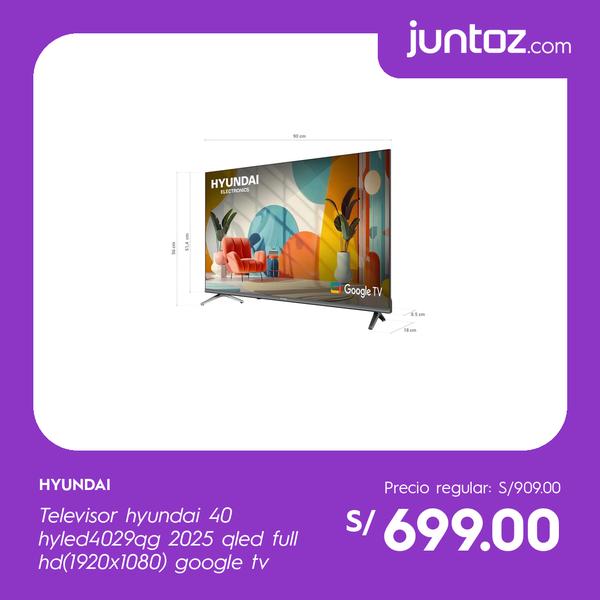 juntoz.com
90 cm
HYUNDAI
ELECTRONICS
56 cm
51,4 cm
Google TV
8.5 cm
18 cm
HYUNDAI
Televisor hyundai 40
hyled4029qg 2025 qled full
hd(1920x1080) google tv
Precio regular: S/909.00
S/ 699.00